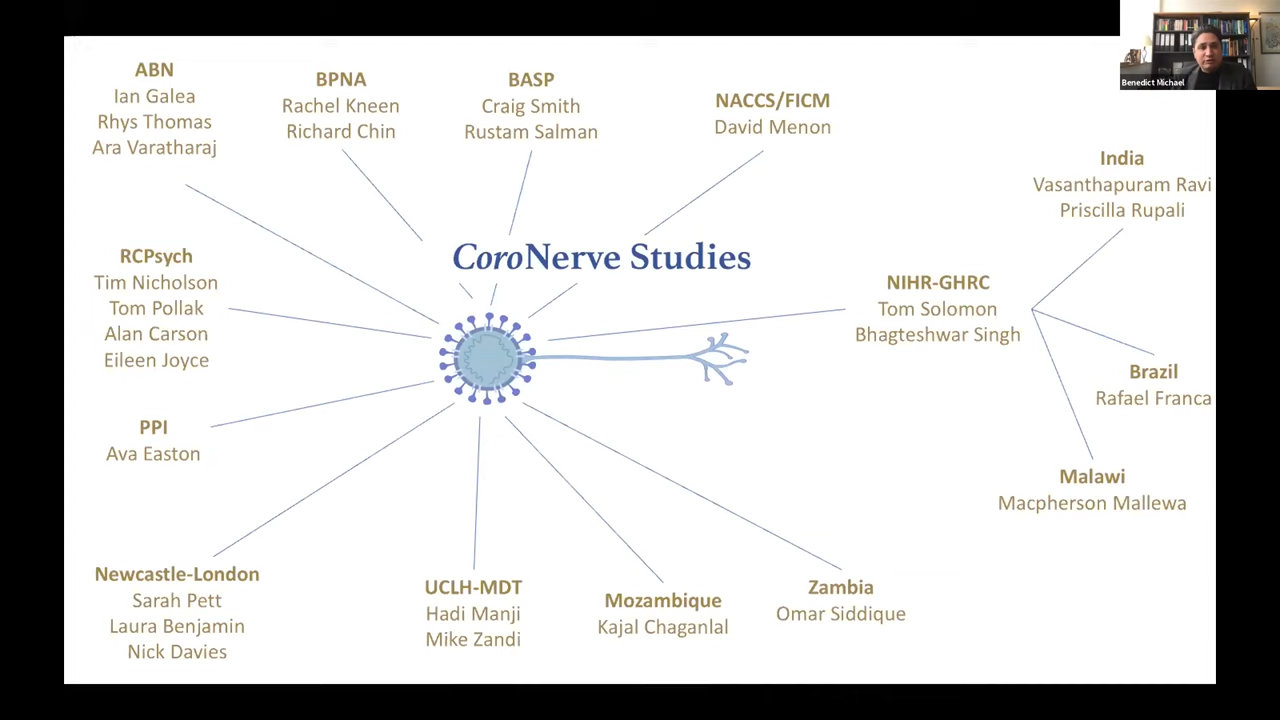 ABN
Ian Galea
Rhys Thomas
Ara Varatharaj
BPNA
Rachel Kneen
Richard Chin
BASP
Craig Smith
Rustam Salman
NACCS/FICM
David Menon
Benedict Michael
India
Vasanthapuram Ravi
Priscilla Rupali
CoroNerve Studies
RCPsych
Tim Nicholson
Tom Pollak
Alan Carson
Eileen Joyce
NIHR-GHRC
Tom Solomon
Bhagteshwar Singh
Brazil
Rafael Franca
PPI
Ava Easton
Malawi
Macpherson Mallewa
Newcastle-London
Sarah Pett
Laura Benjamin
Nick Davies
UCLH-MDT
Hadi Manji
Mike Zandi
Mozambique
Kajal Chaganlal
Zambia
Omar Siddique